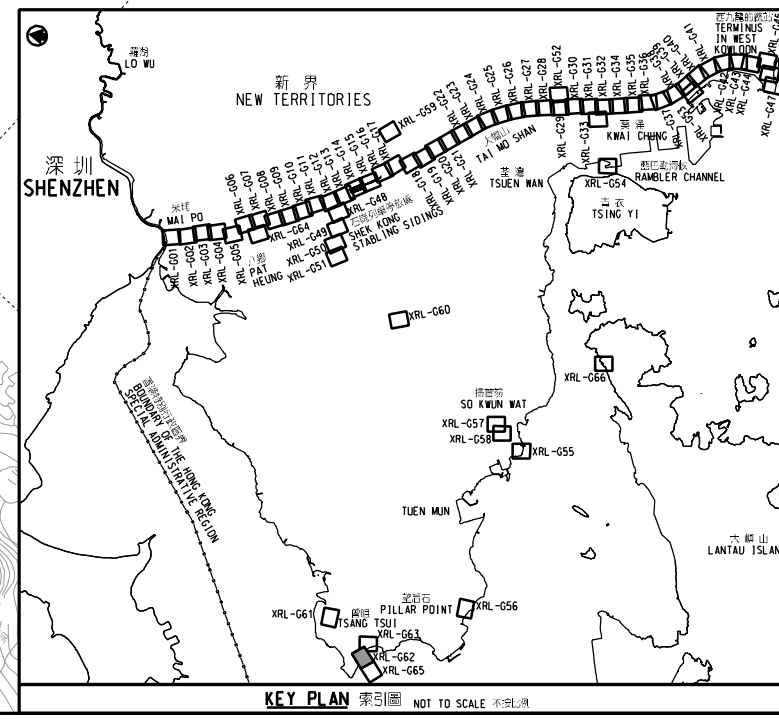 羅湖
LO WU
新 界
NEW TERRITORIES
深 圳
SHENZHEN
米埔
MAI PO
西九龍的總站
TERMINUS
IN WEST
KOWLOON
XRL-G01
XRL-G02
XRL-G03
XRL-G04
XRL-G05
XRL-G06
XRL-G07
XRL-G08
XRL-G09
XRL-G10
XRL-G11
XRL-G12
XRL-G13
XRL-G14
XRL-G15
XRL-G16
XRL-G17
XRL-G59
XRL-G18
XRL-G19
XRL-G20
XRL-G21
XRL-G22
XRL-G23
XRL-G24
XRL-G25
XRL-G26
XRL-G27
XRL-G28
XRL-G52
XRL-G29
XRL-G30
XRL-G31
XRL-G32
XRL-G33
XRL-G34
XRL-G35
XRL-G36
XRL-G39
XRL-G40
XRL-G41
XRL-G42
XRL-G43
XRL-G44
XRL-G47
大帽山
TAI MO SHAN
葵涌
KWAI CHUNG
荃灣
TSUEN WAN
XRL-G54
藍巴勒海峽
RAMBLER CHANNEL
青衣
TSING YI
八鄉
PAT
HEUNG
XRL-G64
XRL-G48
XRL-G49
XRL-G50
XRL-G51
石崗列車停放處
SHEK KONG
STABLING SIDINGS
XRL-G60
XRL-G66
香港特別行政區界
BOUNDARY OF THE HONG KONG
SPECIAL ADMINISTRATIVE REGION
掃管笏
SO KWUN WAT
XRL-G57
XRL-G58
XRL-G55
TUEN MUN
大嶼山
LANTAU ISLAN
望后石
PILLAR POINT
XRL-G56
XRL-G61
曾咀
TSANG TSUI
XRL-G63
XRL-G62
XRL-G65
KEY PLAN 索引圖 NOT TO SCALE 不按比例